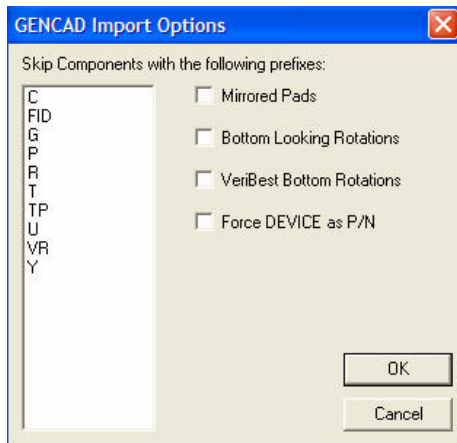 GENCAD Import Options
Skip Components with the following prefixes:
C
FID
G
P
R
T
TP
U
VR
Y
Mirrored Pads
Bottom Looking Rotations
VeriBest Bottom Rotations
Force DEVICE as P/N
OK
Cancel